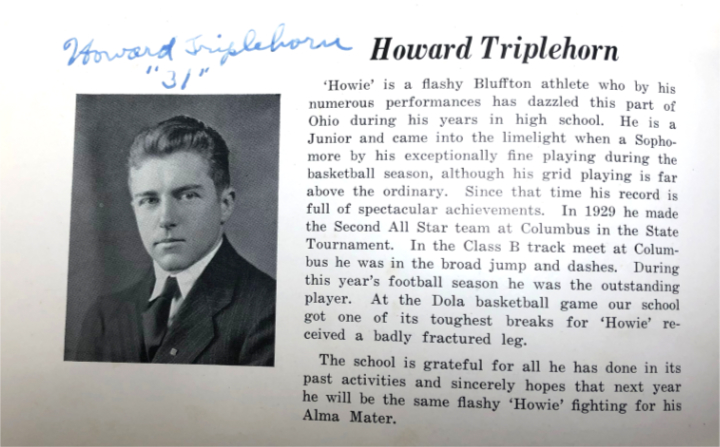 Howard Triplehorn
"31"
Howard Triplehorn
'Howie' is a flashy Bluffton athlete who by his
numerous performances has dazzled this part of
Ohio during his years in high school. He is a
Junior and came into the limelight when a Sopho-
more by his exceptionally fine playing during the
basketball season, although his grid playing is far
above the ordinary. Since that time his record is
full of spectacular achievements. In 1929 he made
the Second All Star team at Columbus in the State
Tournament. In the Class B track meet at Colum-
bus he was in the broad jump and dashes. During
this year's football season he was the outstanding
player. At the Dola basketball game our school
got one of its toughest breaks for 'Howie' re-
ceived a badly fractured leg.
The school is grateful for all he has done in its
past activities and sincerely hopes that next year
he will be the same flashy 'Howie' fighting for his
Alma Mater.